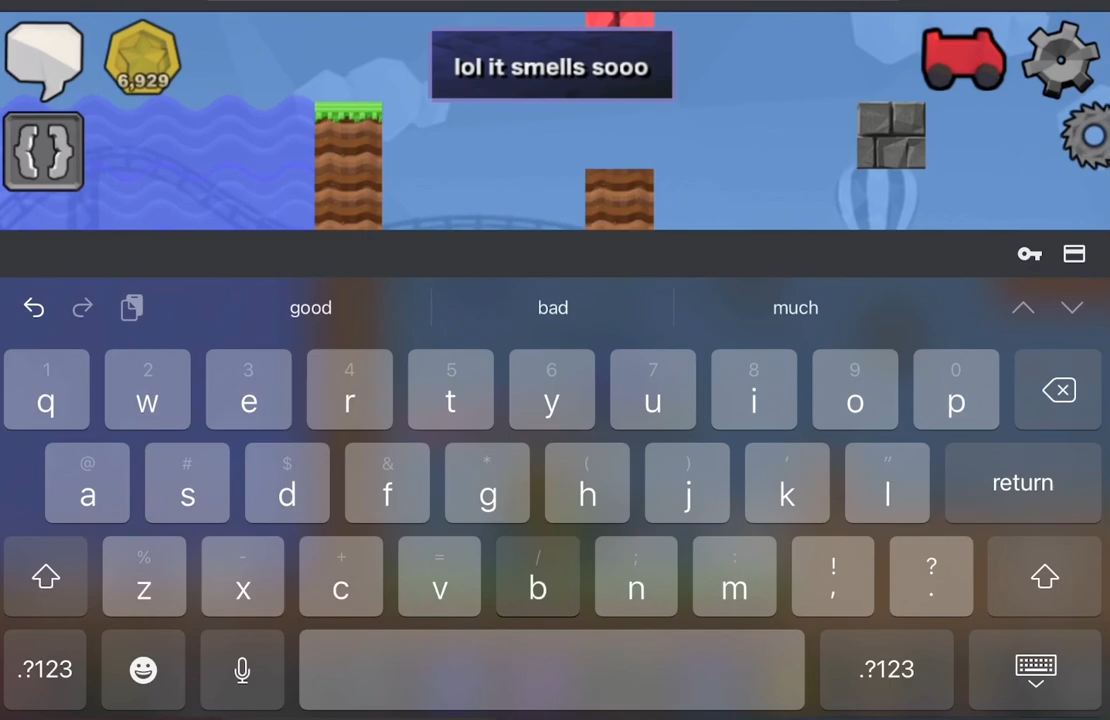 6,929
lol it smells sooo
{ }
good bad much
1 2 3 4 5 6 7 8 9 0
q w e r t y u i o p
@ # $ & * ( ) ' "
a s d f g h j k l return
% - + = / ; : ! ?
z x c v b n m , .
.?123 .?123